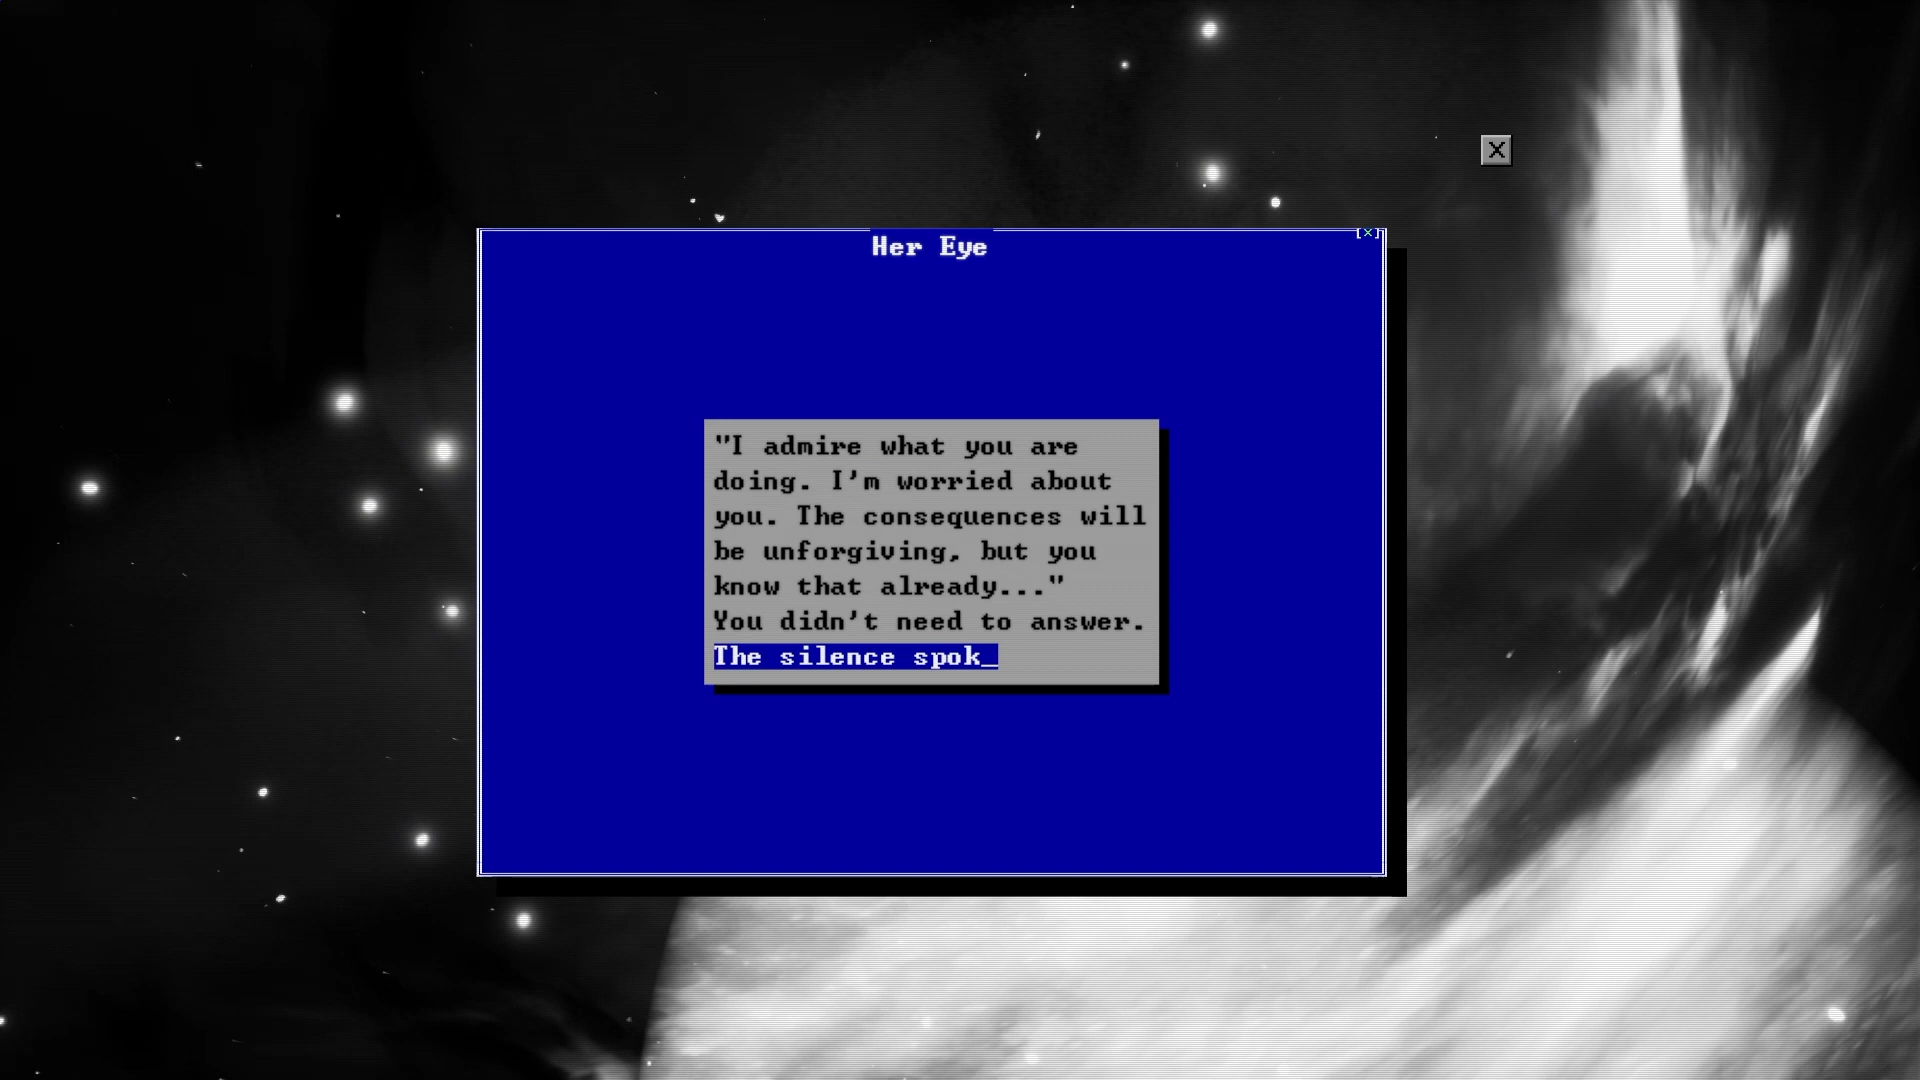 Her Eye
[×]
X
"I admire what you are
doing. I'm worried about
you. The consequences will
be unforgiving, but you
know that already..."
You didn't need to answer.
The silence spok_